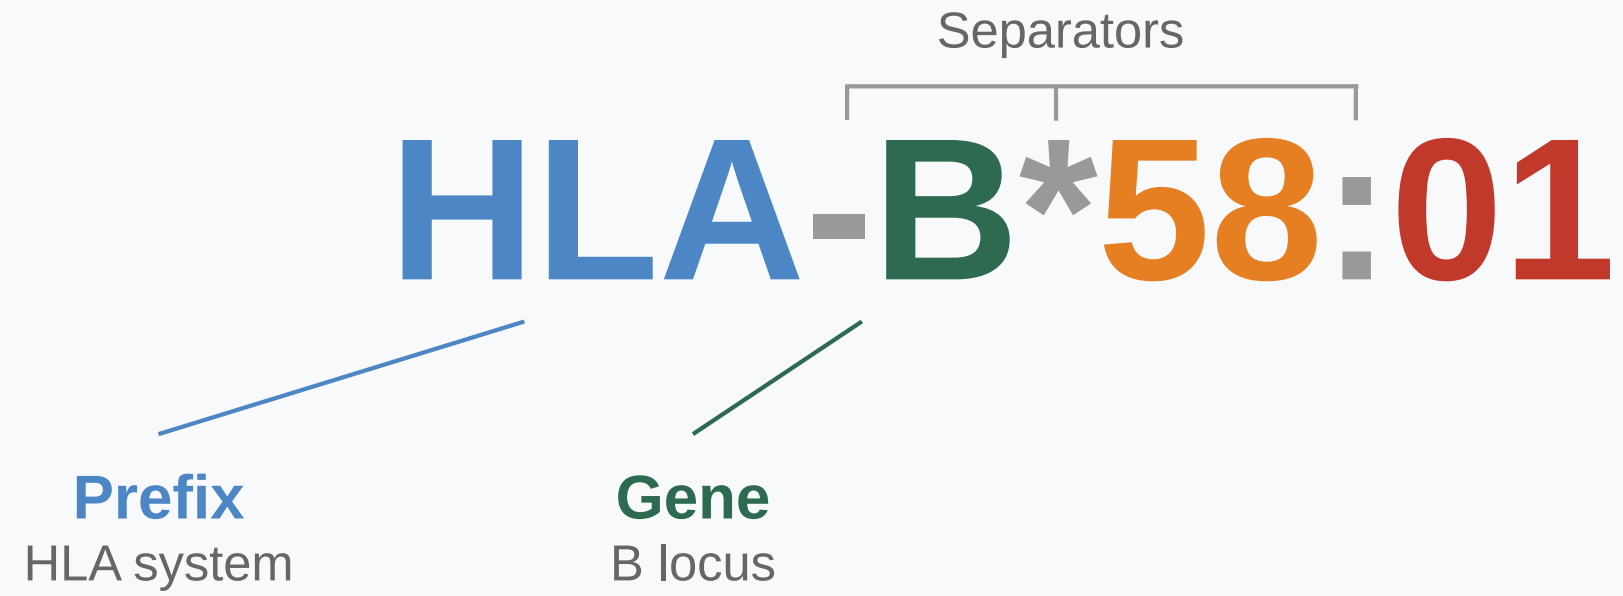 Separators
HLA-B*58:01
Prefix
HLA system
Gene
B locus